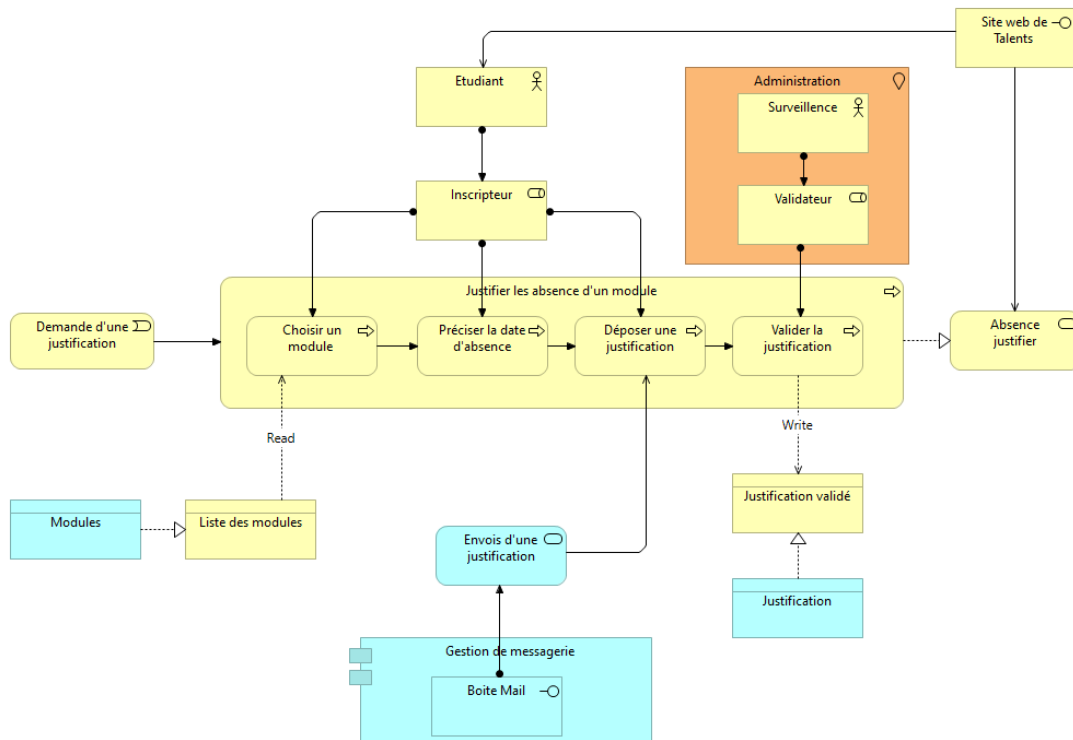 Site web de
Talents
Etudiant
Administration
Surveillence
Inscripteur
Validateur
Justifier les absence d'un module
Demande d'une
justification
Choisir un
module
Préciser la date
d'absence
Déposer une
justification
Valider la
justification
Absence
justifier
Read
Write
Modules
Liste des modules
Justification validé
Envois d'une
justification
Justification
Gestion de messagerie
Boite Mail